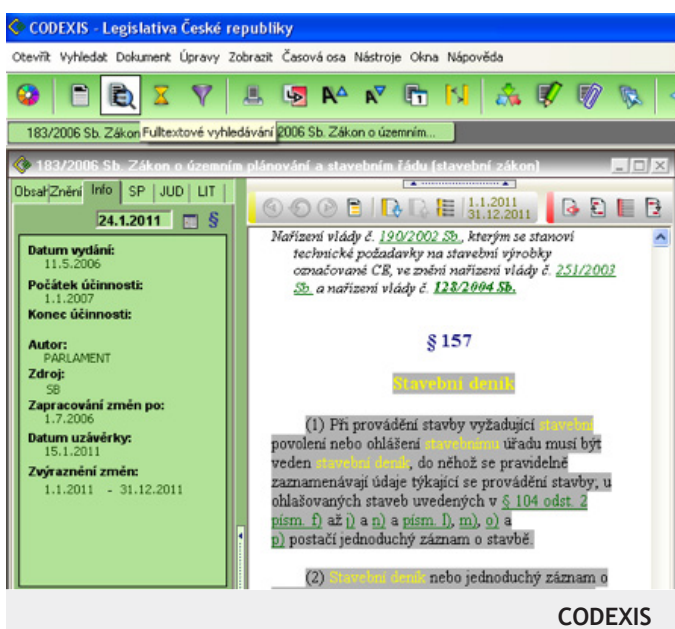 CODEXIS - Legislativa České republiky
Otevřít Vyhledat Dokument Úpravy Zobrazit Časová osa Nástroje Okna Nápověda
183/2006 Sb. Zákon Fulltextové vyhledávání 2006 Sb. Zákon o územním...
183/2006 Sb. Zákon o územním plánování a stavebním řádu (stavební zákon)
Obsah Znění Info SP JUD LIT
24.1.2011 §
Datum vydání:
11.5.2006
Počátek účinnosti:
1.1.2007
Konec účinnosti:
Autor:
PARLAMENT
Zdroj:
SB
Zapracování změn po:
1.7.2006
Datum uzávěrky:
15.1.2011
Zvýraznění změn:
1.1.2011 - 31.12.2011
1.1.2011
31.12.2011
Nařízení vlády č. 190/2002 Sb., kterým se stanoví
technické požadavky na stavební výrobky
označované CE, ve znění nařízení vlády č. 251/2003
Sb. a nařízení vlády č. 128/2004 Sb.
§ 157
Stavební deník
(1) Při provádění stavby vyžadující stavební
povolení nebo ohlášení stavebnímu úřadu musí být
veden stavební deník, do něhož se pravidelně
zaznamenávají údaje týkající se provádění stavby; u
ohlašovaných staveb uvedených v § 104 odst. 2
písm. f) až j) a n) a písm. l), m), o) a
p) postačí jednoduchý záznam o stavbě.
(2) Stavební deník nebo jednoduchý záznam o
CODEXIS